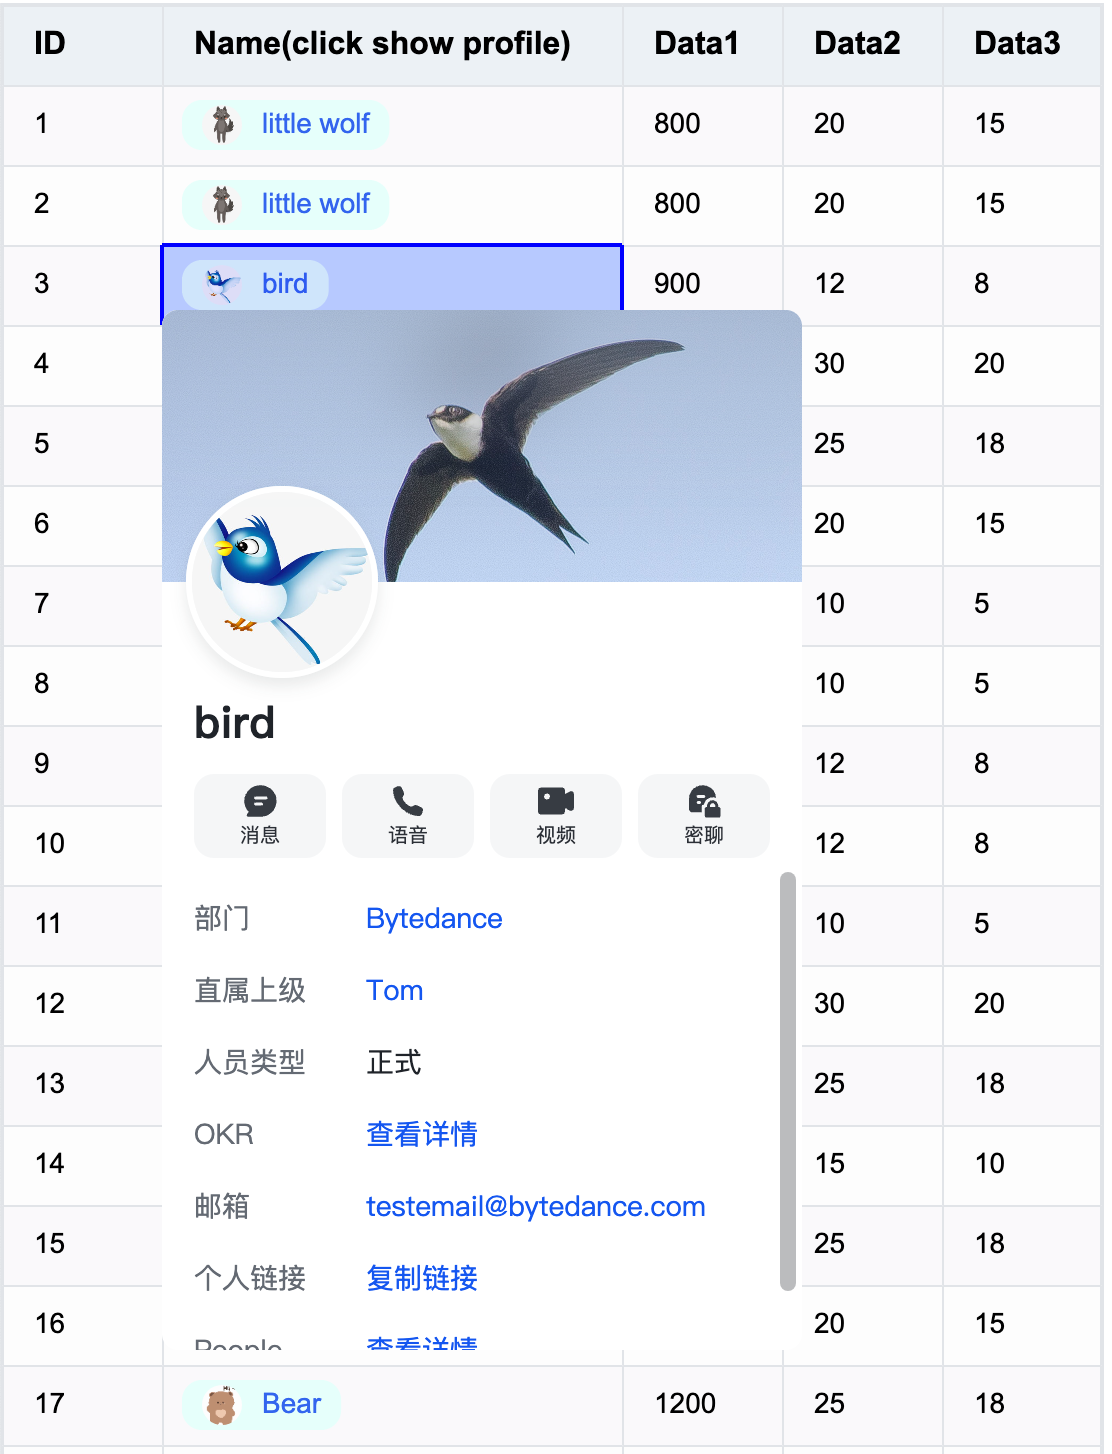 ID Name(click show profile) Data1 Data2 Data3
1 little wolf 800 20 15
2 little wolf 800 20 15
3 bird 900 12 8
4 30 20
5 25 18
6 20 15
7 10 5
8 10 5
9 12 8
10 12 8
11 10 5
12 30 20
13 25 18
14 15 10
15 25 18
16 20 15
17 Bear 1200 25 18
bird
消息 语音 视频 密聊
部门 Bytedance
直属上级 Tom
人员类型 正式
OKR 查看详情
邮箱 testemail@bytedance.com
个人链接 复制链接
People 查看详情